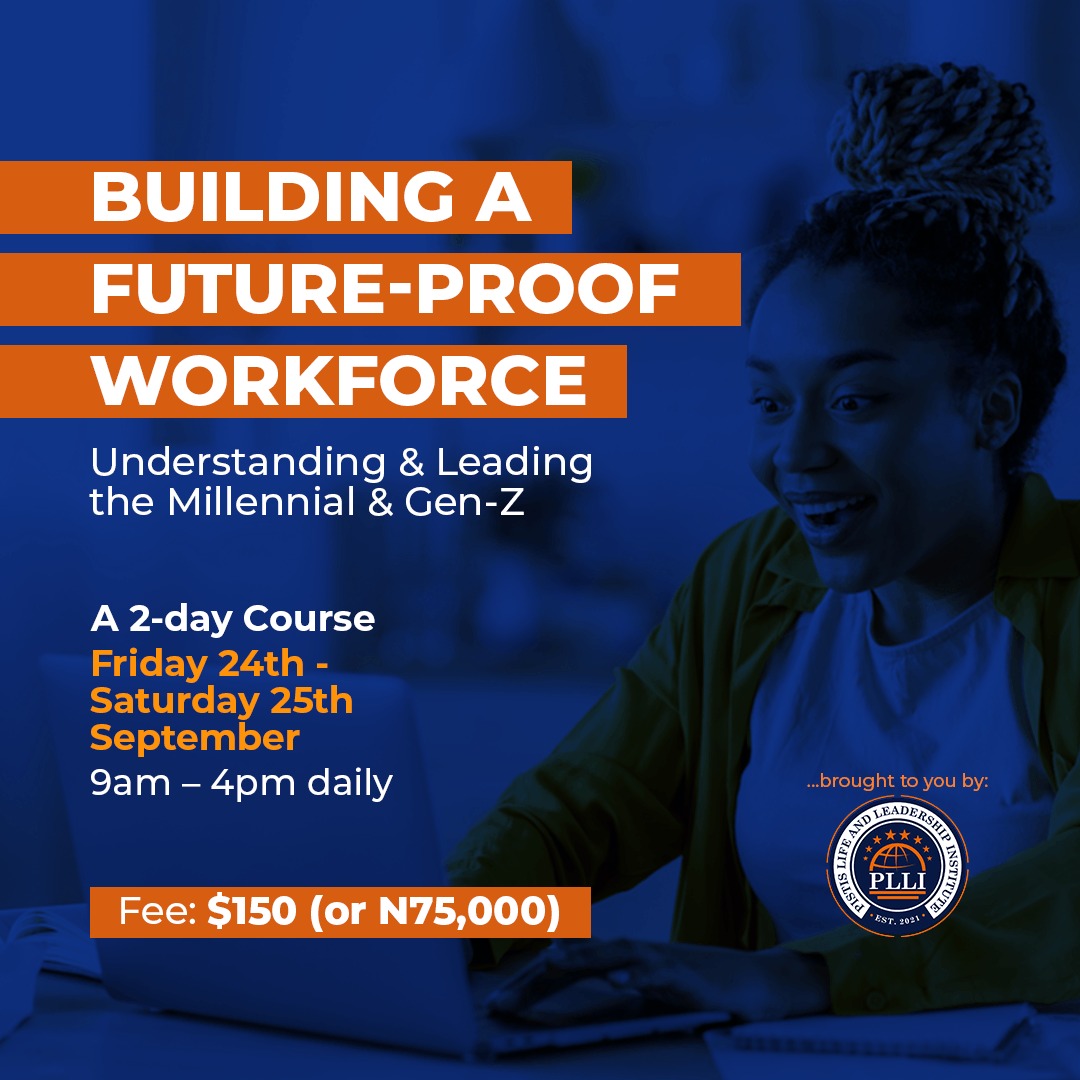 BUILDING A
FUTURE-PROOF
WORKFORCE
Understanding & Leading
the Millennial & Gen-Z
A 2-day Course
Friday 24th -
Saturday 25th
September
9am – 4pm daily
Fee: $150 (or N75,000)
...brought to you by:
PISTIS LIFE AND LEADERSHIP INSTITUTE
PLLI
EST. 2021